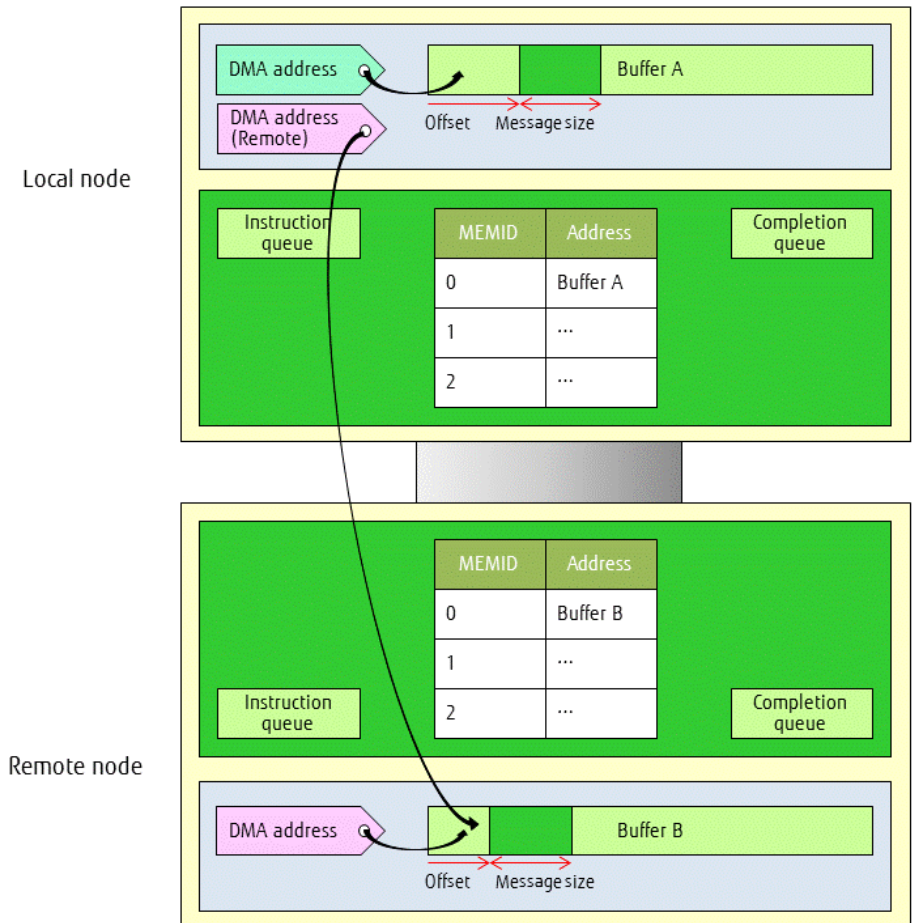 DMA address
Buffer A
DMA address
(Remote)
Offset
Message size
Local node
Instruction
queue
MEMID
Address
Completion
queue
0
Buffer A
1
...
2
...
MEMID
Address
0
Buffer B
1
...
Instruction
queue
2
...
Completion
queue
Remote node
DMA address
Buffer B
Offset
Message size